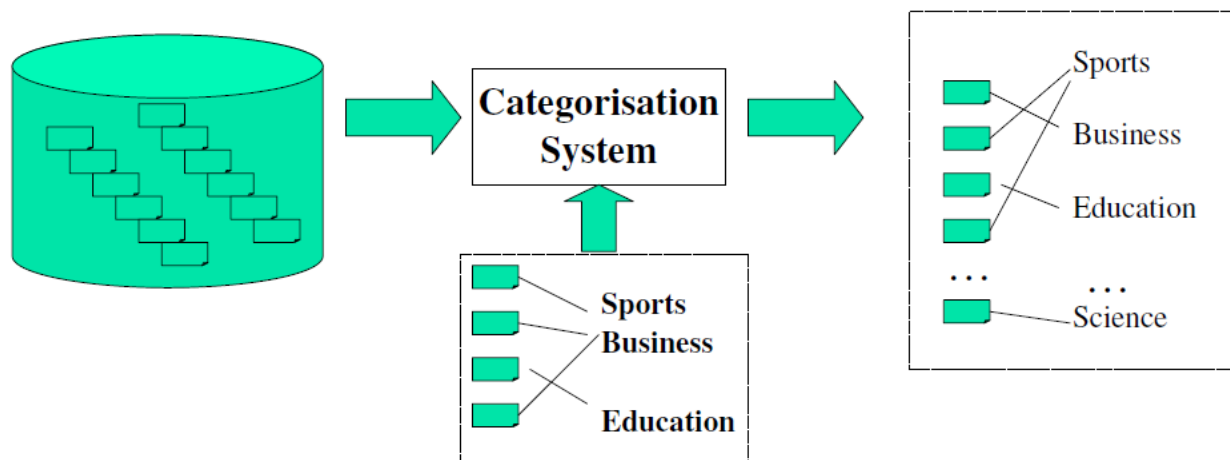 Categorisation
System
Sports
Business
Education
Sports
Business
Education
... ...
Science